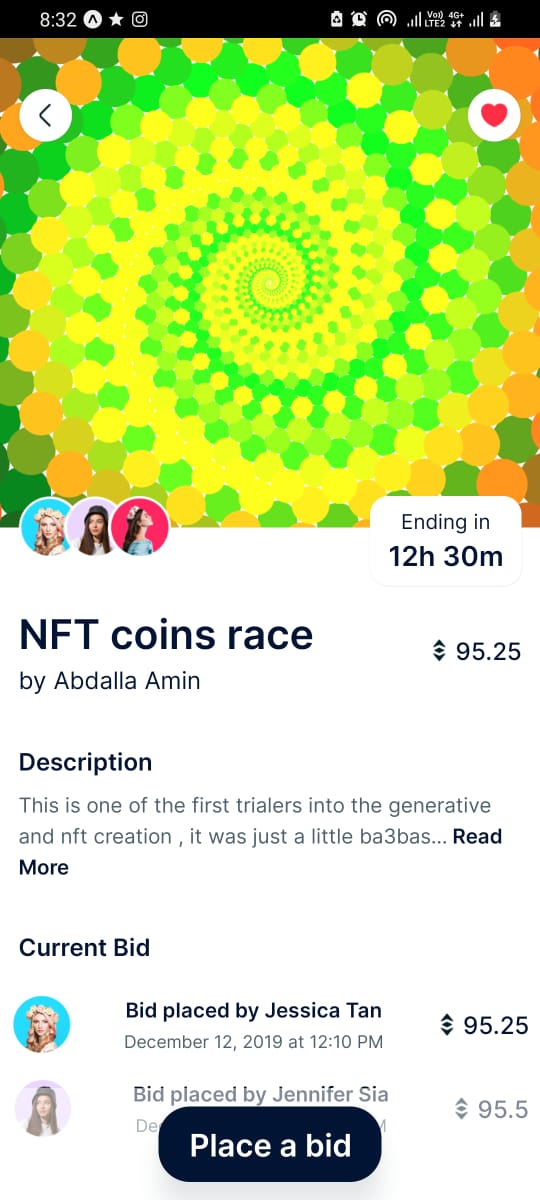 8:32
Vo) 4G+
LTE2
Ending in
12h 30m
NFT coins race
95.25
by Abdalla Amin
Description
This is one of the first trialers into the generative
and nft creation , it was just a little ba3bas... Read
More
Current Bid
Bid placed by Jessica Tan
95.25
December 12, 2019 at 12:10 PM
Bid placed by Jennifer Sia
95.5
Place a bid